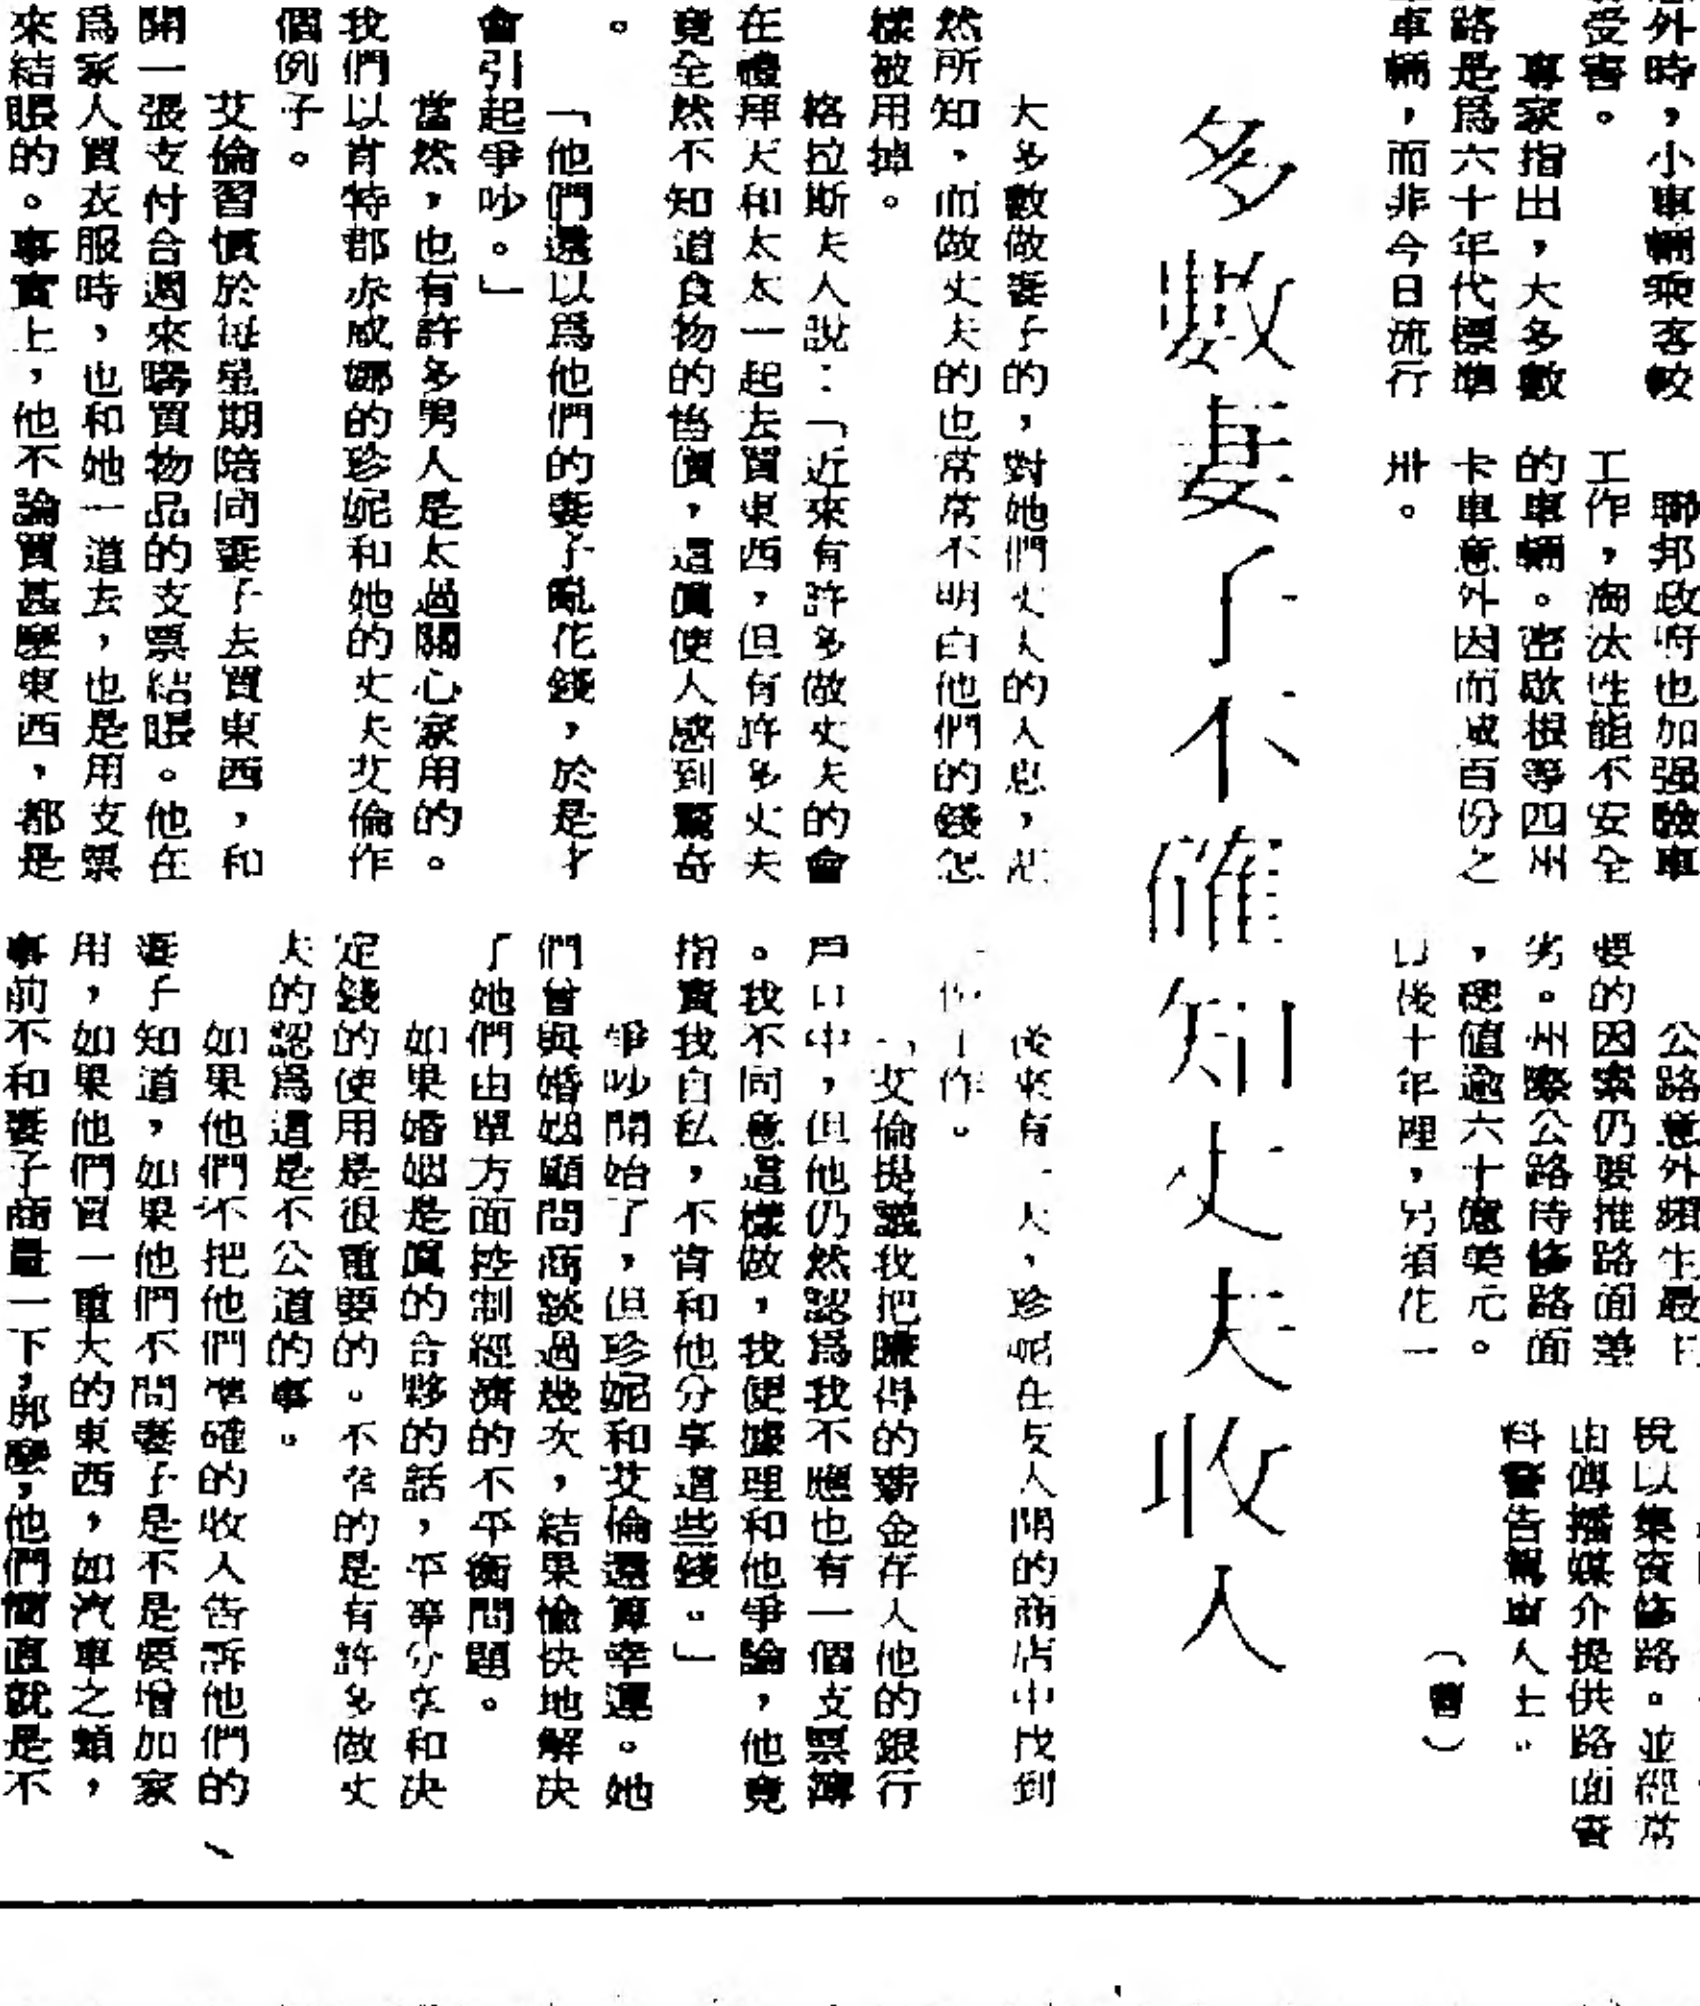 意外時，小車輛乘客較
受害。
專家指出，大多數
路是爲六十年代標準
車輛，而非今日流行
聯邦政府也加强驗車
工作，淘汰性能不安全
的車輛。密歇根等四州
卡車意外因而减百份之
卅。
公路意外頻生最
要的因素仍要推路面差
劣。州際公路待修路面
，總值逾六十億美元。
以後十年裡，另須花一
稅以集資修路。並經常
由傳播媒介提供路面資
料警告駕車人士。
（曹）
多數妻子不確知丈夫收入
大多數做妻子的，對她們丈夫的入息，茫
然所知，而做丈夫的也常常不明白他們的錢怎
樣被用掉。
格拉斯夫人說：「近來有許多做丈夫的會
在禮拜天和太太一起去買東西，但有許多丈夫
竟全然不知道食物的售價，這眞使人感到驚奇
。
「他們還以爲他們的妻子亂花錢，於是才
會引起爭吵。」
當然，也有許多男人是太過關心家用的。
我們以肯特郡赤威娜的珍妮和她的丈夫艾倫作
個例子。
艾倫習慣於每星期陪同妻子去買東西，和
開一張支付合週來購買物品的支票結賬。他在
爲家人買衣服時，也和她一道去，也是用支票
來結賬的。事實上，他不論買甚麼東西，都是
後來有一天，珍妮在友人開的商店中找到
一份工作。
「艾倫提議我把賺得的薪金存入他的銀行
戶口中，但他仍然認爲我不應也有一個支票簿
。我不同意這樣做，我便據理和他爭論，他竟
指責我自私，不肯和他分享這些錢。」
爭吵開始了，但珍妮和艾倫還算幸運。她
們曾與婚姻顧問商談過幾次，結果愉快地解决
了她們由單方面控制經濟的不平衡問題。
如果婚姻是眞的合夥的話，平等分享和决
定錢的使用是很重要的。不幸的是有許多做丈
夫的認爲這是不公道的事。
如果他們不把他們準確的收入告訴他們的
妻子知道，如果他們不問妻子是不是要增加家
用，如果他們買一重大的東西，如汽車之類，
事前不和妻子商量一下，那麼，他們簡直就是不